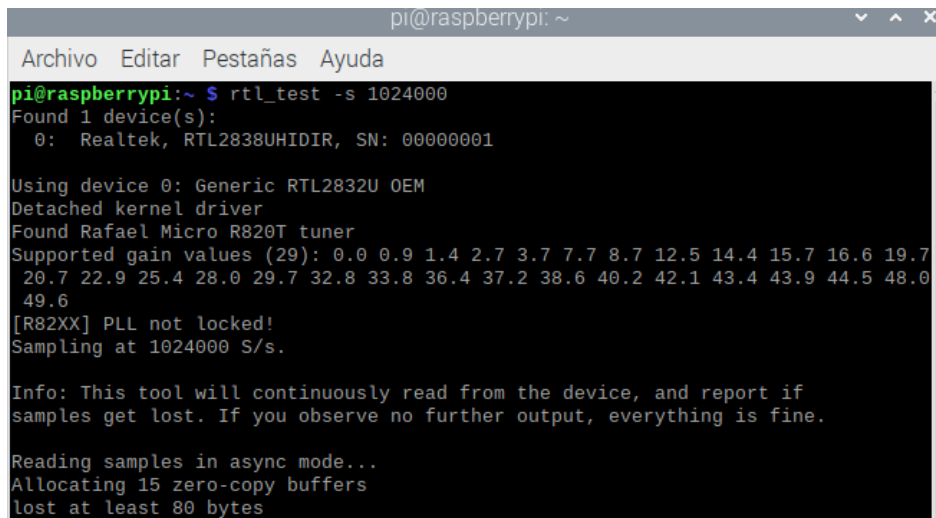 pi@raspberrypi: ~
Archivo Editar Pestañas Ayuda
pi@raspberrypi:~ $ rtl_test -s 1024000
Found 1 device(s):
  0:  Realtek, RTL2838UHIDIR, SN: 00000001

Using device 0: Generic RTL2832U OEM
Detached kernel driver
Found Rafael Micro R820T tuner
Supported gain values (29): 0.0 0.9 1.4 2.7 3.7 7.7 8.7 12.5 14.4 15.7 16.6 19.7
 20.7 22.9 25.4 28.0 29.7 32.8 33.8 36.4 37.2 38.6 40.2 42.1 43.4 43.9 44.5 48.0
 49.6
[R82XX] PLL not locked!
Sampling at 1024000 S/s.

Info: This tool will continuously read from the device, and report if
samples get lost. If you observe no further output, everything is fine.

Reading samples in async mode...
Allocating 15 zero-copy buffers
lost at least 80 bytes